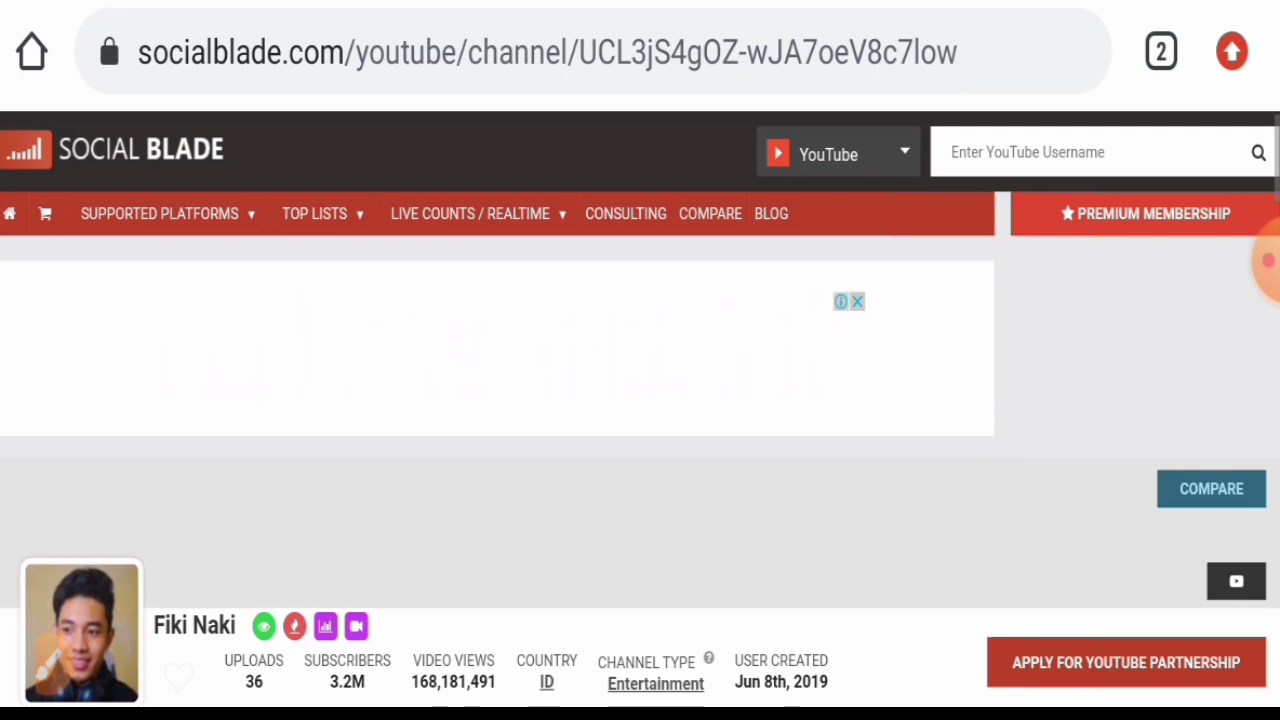 socialblade.com/youtube/channel/UCL3jS4gOZ-wJA7oeV8c7low
2
SOCIAL BLADE
YouTube
Enter YouTube Username
SUPPORTED PLATFORMS TOP LISTS LIVE COUNTS / REALTIME CONSULTING COMPARE BLOG
PREMIUM MEMBERSHIP
COMPARE
Fiki Naki
UPLOADS SUBSCRIBERS VIDEO VIEWS COUNTRY CHANNEL TYPE USER CREATED
36 3.2M 168,181,491 ID Entertainment Jun 8th, 2019
APPLY FOR YOUTUBE PARTNERSHIP